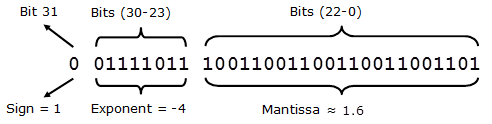 Bit 31 Bits (30-23) Bits (22-0)
0 01111011 10011001100110011001101
Sign = 1 Exponent = -4 Mantissa ≈ 1.6